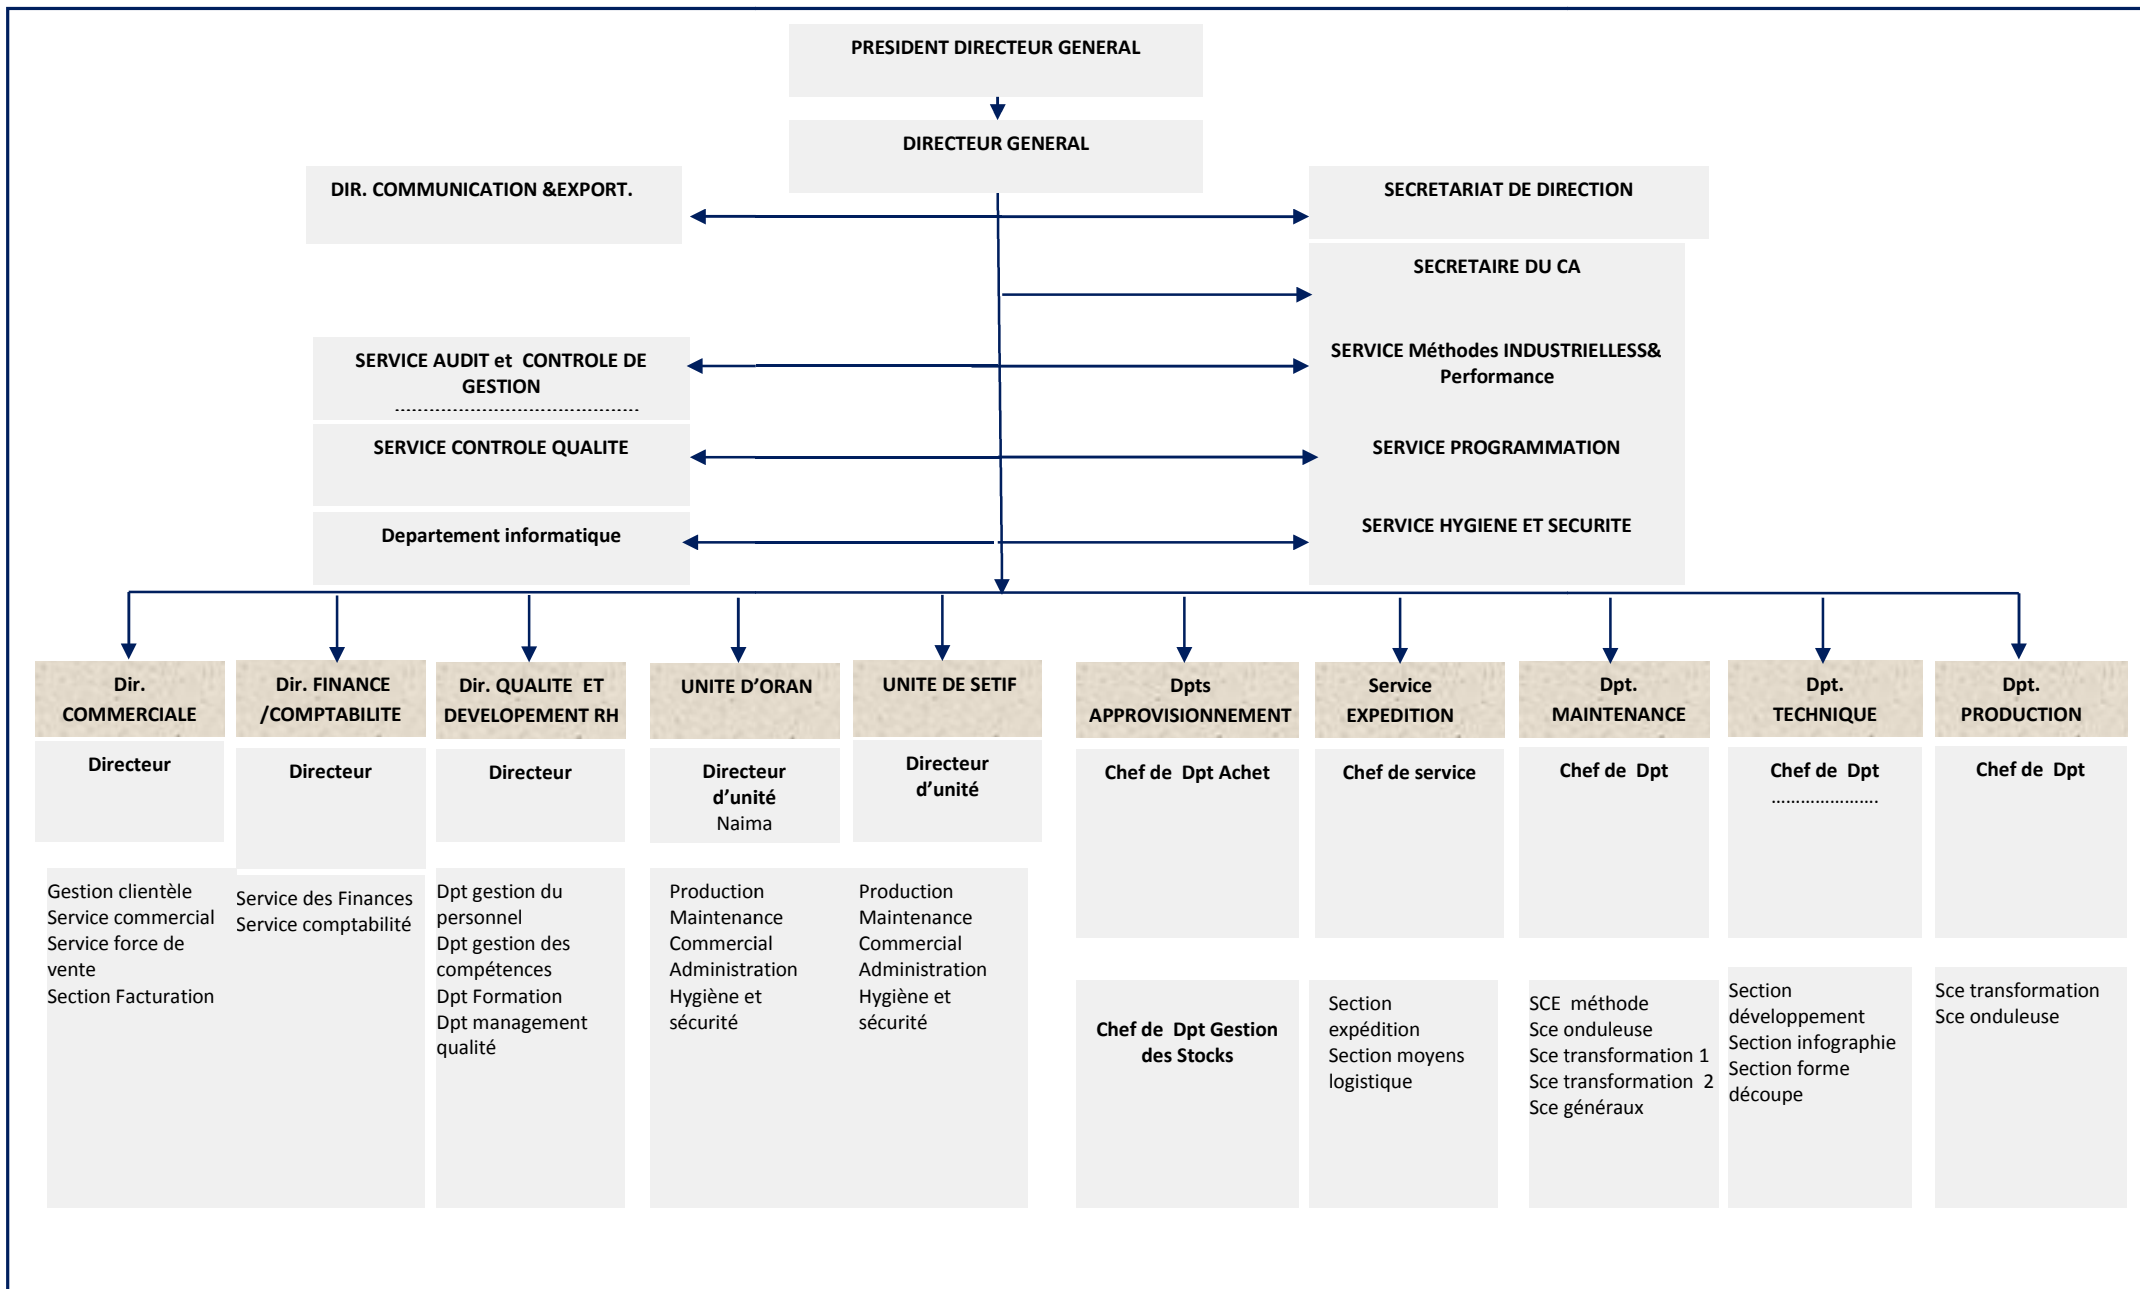 PRESIDENT DIRECTEUR GENERAL
DIRECTEUR GENERAL
DIR. COMMUNICATION &EXPORT.
SECRETARIAT DE DIRECTION
SECRETAIRE DU CA
SERVICE AUDIT et  CONTROLE DE
GESTION
..........................................
SERVICE Méthodes INDUSTRIELLESS&
Performance
SERVICE CONTROLE QUALITE
SERVICE PROGRAMMATION
Departement informatique
SERVICE HYGIENE ET SECURITE
Dir.
COMMERCIALE
Directeur
Gestion clientèle
Service commercial
Service force de
vente
Section Facturation
Dir. FINANCE
/COMPTABILITE
Directeur
Service des Finances
Service comptabilité
Dir. QUALITE  ET
DEVELOPEMENT RH
Directeur
Dpt gestion du
personnel
Dpt gestion des
compétences
Dpt Formation
Dpt management
qualité
UNITE D’ORAN
Directeur
d’unité
Naima
Production
Maintenance
Commercial
Administration
Hygiène et
sécurité
UNITE DE SETIF
Directeur
d’unité
Production
Maintenance
Commercial
Administration
Hygiène et
sécurité
Dpts
APPROVISIONNEMENT
Chef de  Dpt Achet
Chef de  Dpt Gestion
des Stocks
Service
EXPEDITION
Chef de service
Section
expédition
Section moyens
logistique
Dpt.
MAINTENANCE
Chef de  Dpt
SCE  méthode
Sce onduleuse
Sce transformation 1
Sce transformation  2
Sce généraux
Dpt.
TECHNIQUE
Chef de  Dpt
………………….
Section
développement
Section infographie
Section forme
découpe
Dpt.
PRODUCTION
Chef de  Dpt
Sce transformation
Sce onduleuse